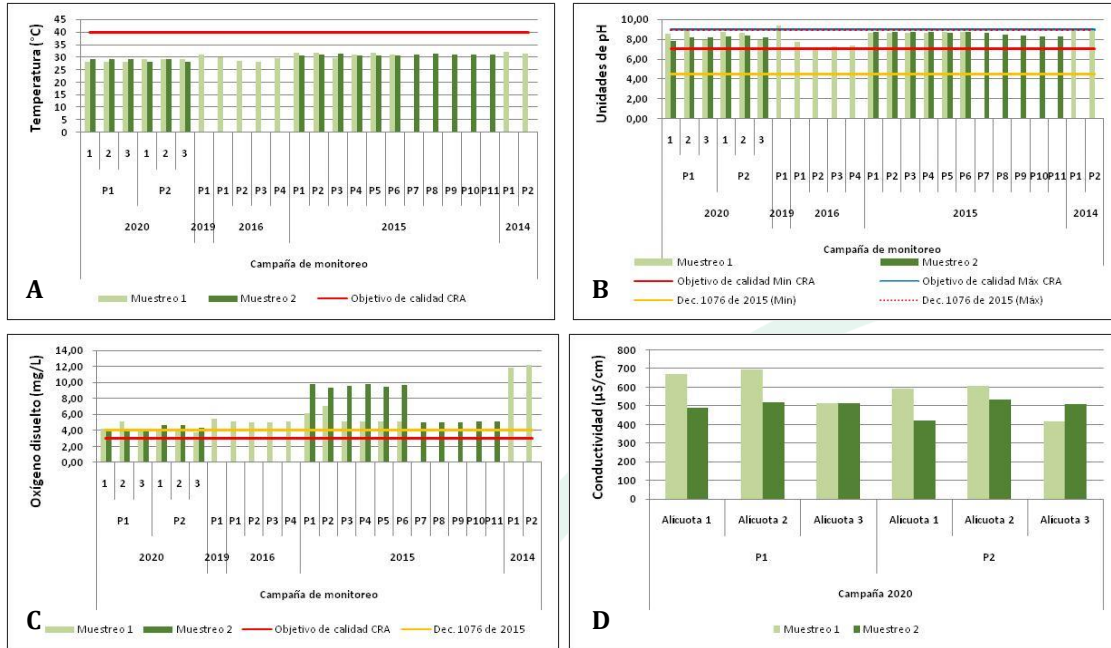 Temperatura (°C)
45
40
35
30
25
20
15
10
5
0
1 2 3 1 2 3 P1 P1 P2 P3 P4 P1 P2 P3 P4 P5 P6 P7 P8 P9 P10 P11 P1 P2
P1 P2
2020 2019 2016 2015 2014
Campaña de monitoreo
A
Muestreo 1 Muestreo 2 Objetivo de calidad CRA
Unidades de pH
10,00
8,00
6,00
4,00
2,00
0,00
1 2 3 1 2 3 P1 P1 P2 P3 P4 P1 P2 P3 P4 P5 P6 P7 P8 P9 P10 P11 P1 P2
P1 P2
2020 2019 2016 2015 2014
Campaña de monitoreo
Muestreo 1 Muestreo 2
Objetivo de calidad Min CRA Objetivo de calidad Máx CRA
Dec. 1076 de 2015 (Min) Dec. 1076 de 2015 (Máx)
B
Oxígeno disuelto (mg/L)
14,00
12,00
10,00
8,00
6,00
4,00
2,00
0,00
1 2 3 1 2 3 P1 P1 P2 P3 P4 P1 P2 P3 P4 P5 P6 P7 P8 P9 P10 P11 P1 P2
P1 P2
2020 2019 2016 2015 2014
Campaña de monitoreo
C
Muestreo 1 Muestreo 2 Objetivo de calidad CRA Dec. 1076 de 2015
Conductividad (µS/cm)
800
700
600
500
400
300
200
100
0
Alicuota 1 Alicuota 2 Alicuota 3 Alicuota 1 Alicuota 2 Alicuota 3
P1 P2
Campaña 2020
D
Muestreo 1 Muestreo 2